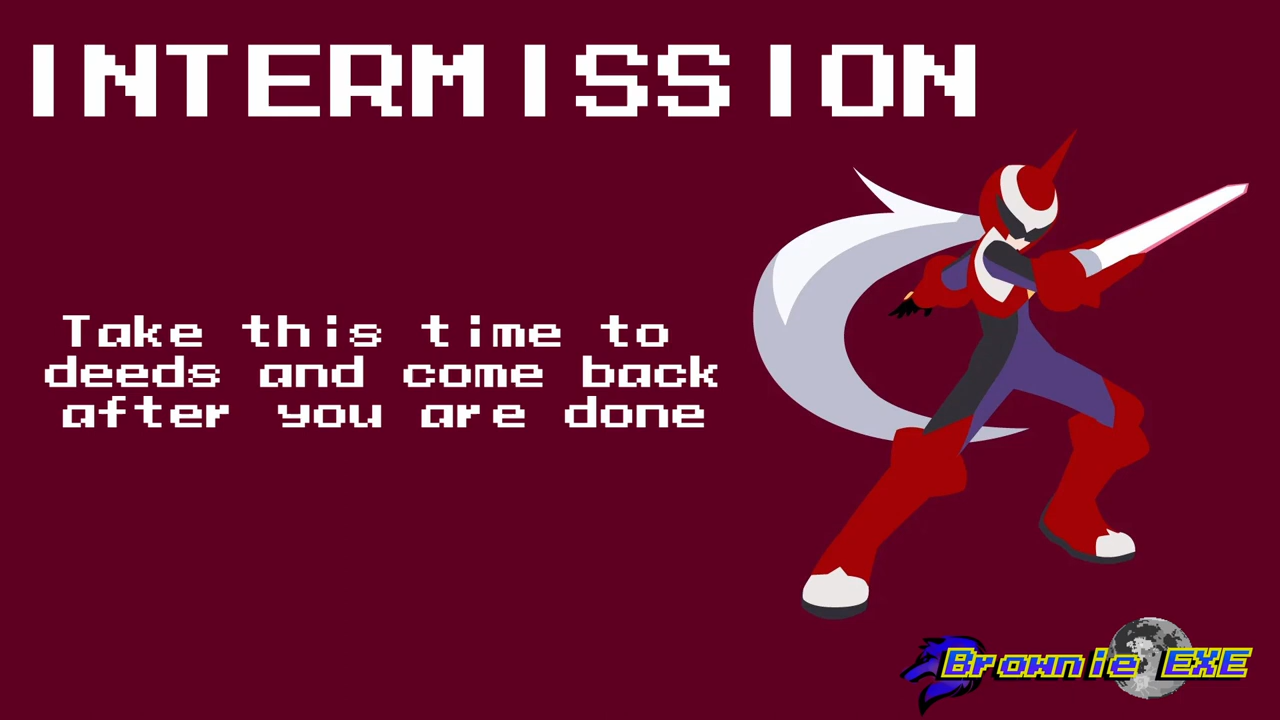 INTERMISSION
Take this time to
deeds and come back
after you are done
Brownie EXE